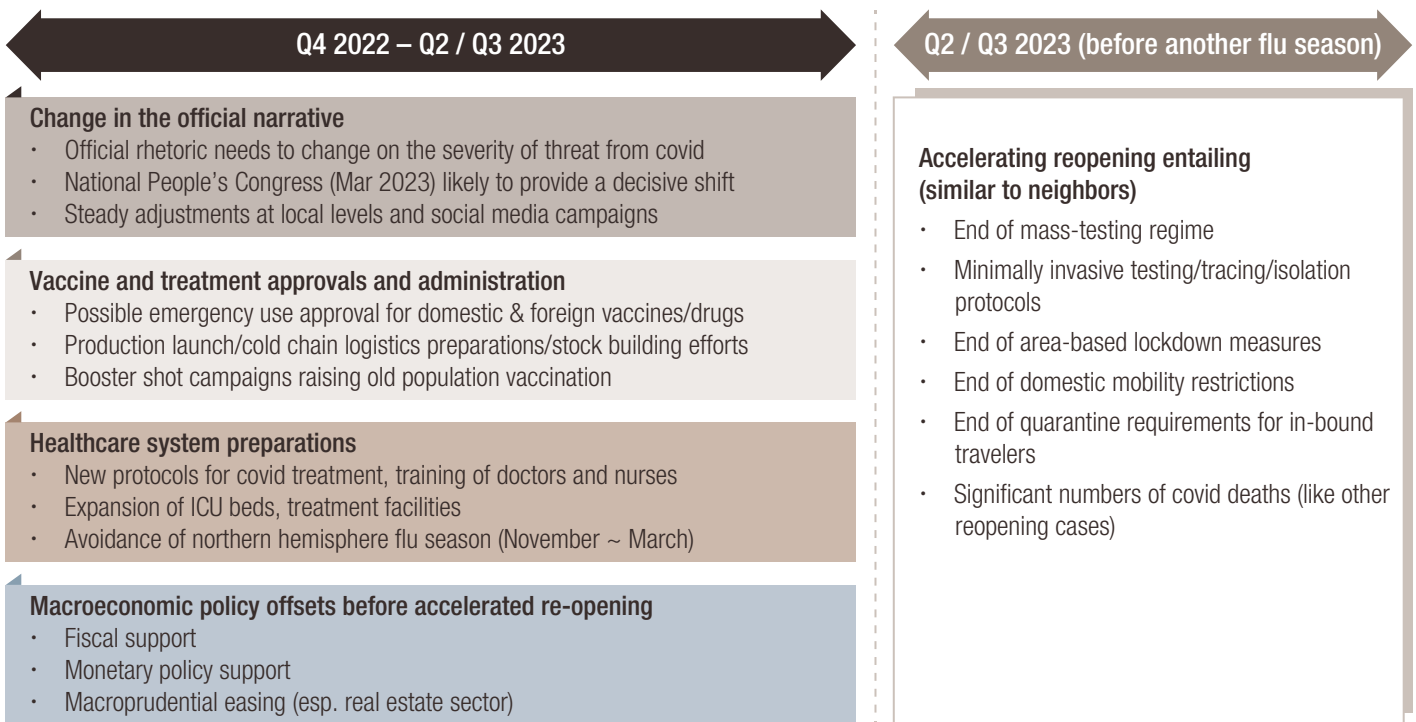 Q4 2022 – Q2 / Q3 2023
Change in the official narrative
· Official rhetoric needs to change on the severity of threat from covid
· National People's Congress (Mar 2023) likely to provide a decisive shift
· Steady adjustments at local levels and social media campaigns
Vaccine and treatment approvals and administration
· Possible emergency use approval for domestic & foreign vaccines/drugs
· Production launch/cold chain logistics preparations/stock building efforts
· Booster shot campaigns raising old population vaccination
Healthcare system preparations
· New protocols for covid treatment, training of doctors and nurses
· Expansion of ICU beds, treatment facilities
· Avoidance of northern hemisphere flu season (November ~ March)
Macroeconomic policy offsets before accelerated re-opening
· Fiscal support
· Monetary policy support
· Macroprudential easing (esp. real estate sector)
Q2 / Q3 2023 (before another flu season)
Accelerating reopening entailing
(similar to neighbors)
· End of mass-testing regime
· Minimally invasive testing/tracing/isolation
protocols
· End of area-based lockdown measures
· End of domestic mobility restrictions
· End of quarantine requirements for in-bound
travelers
· Significant numbers of covid deaths (like other
reopening cases)